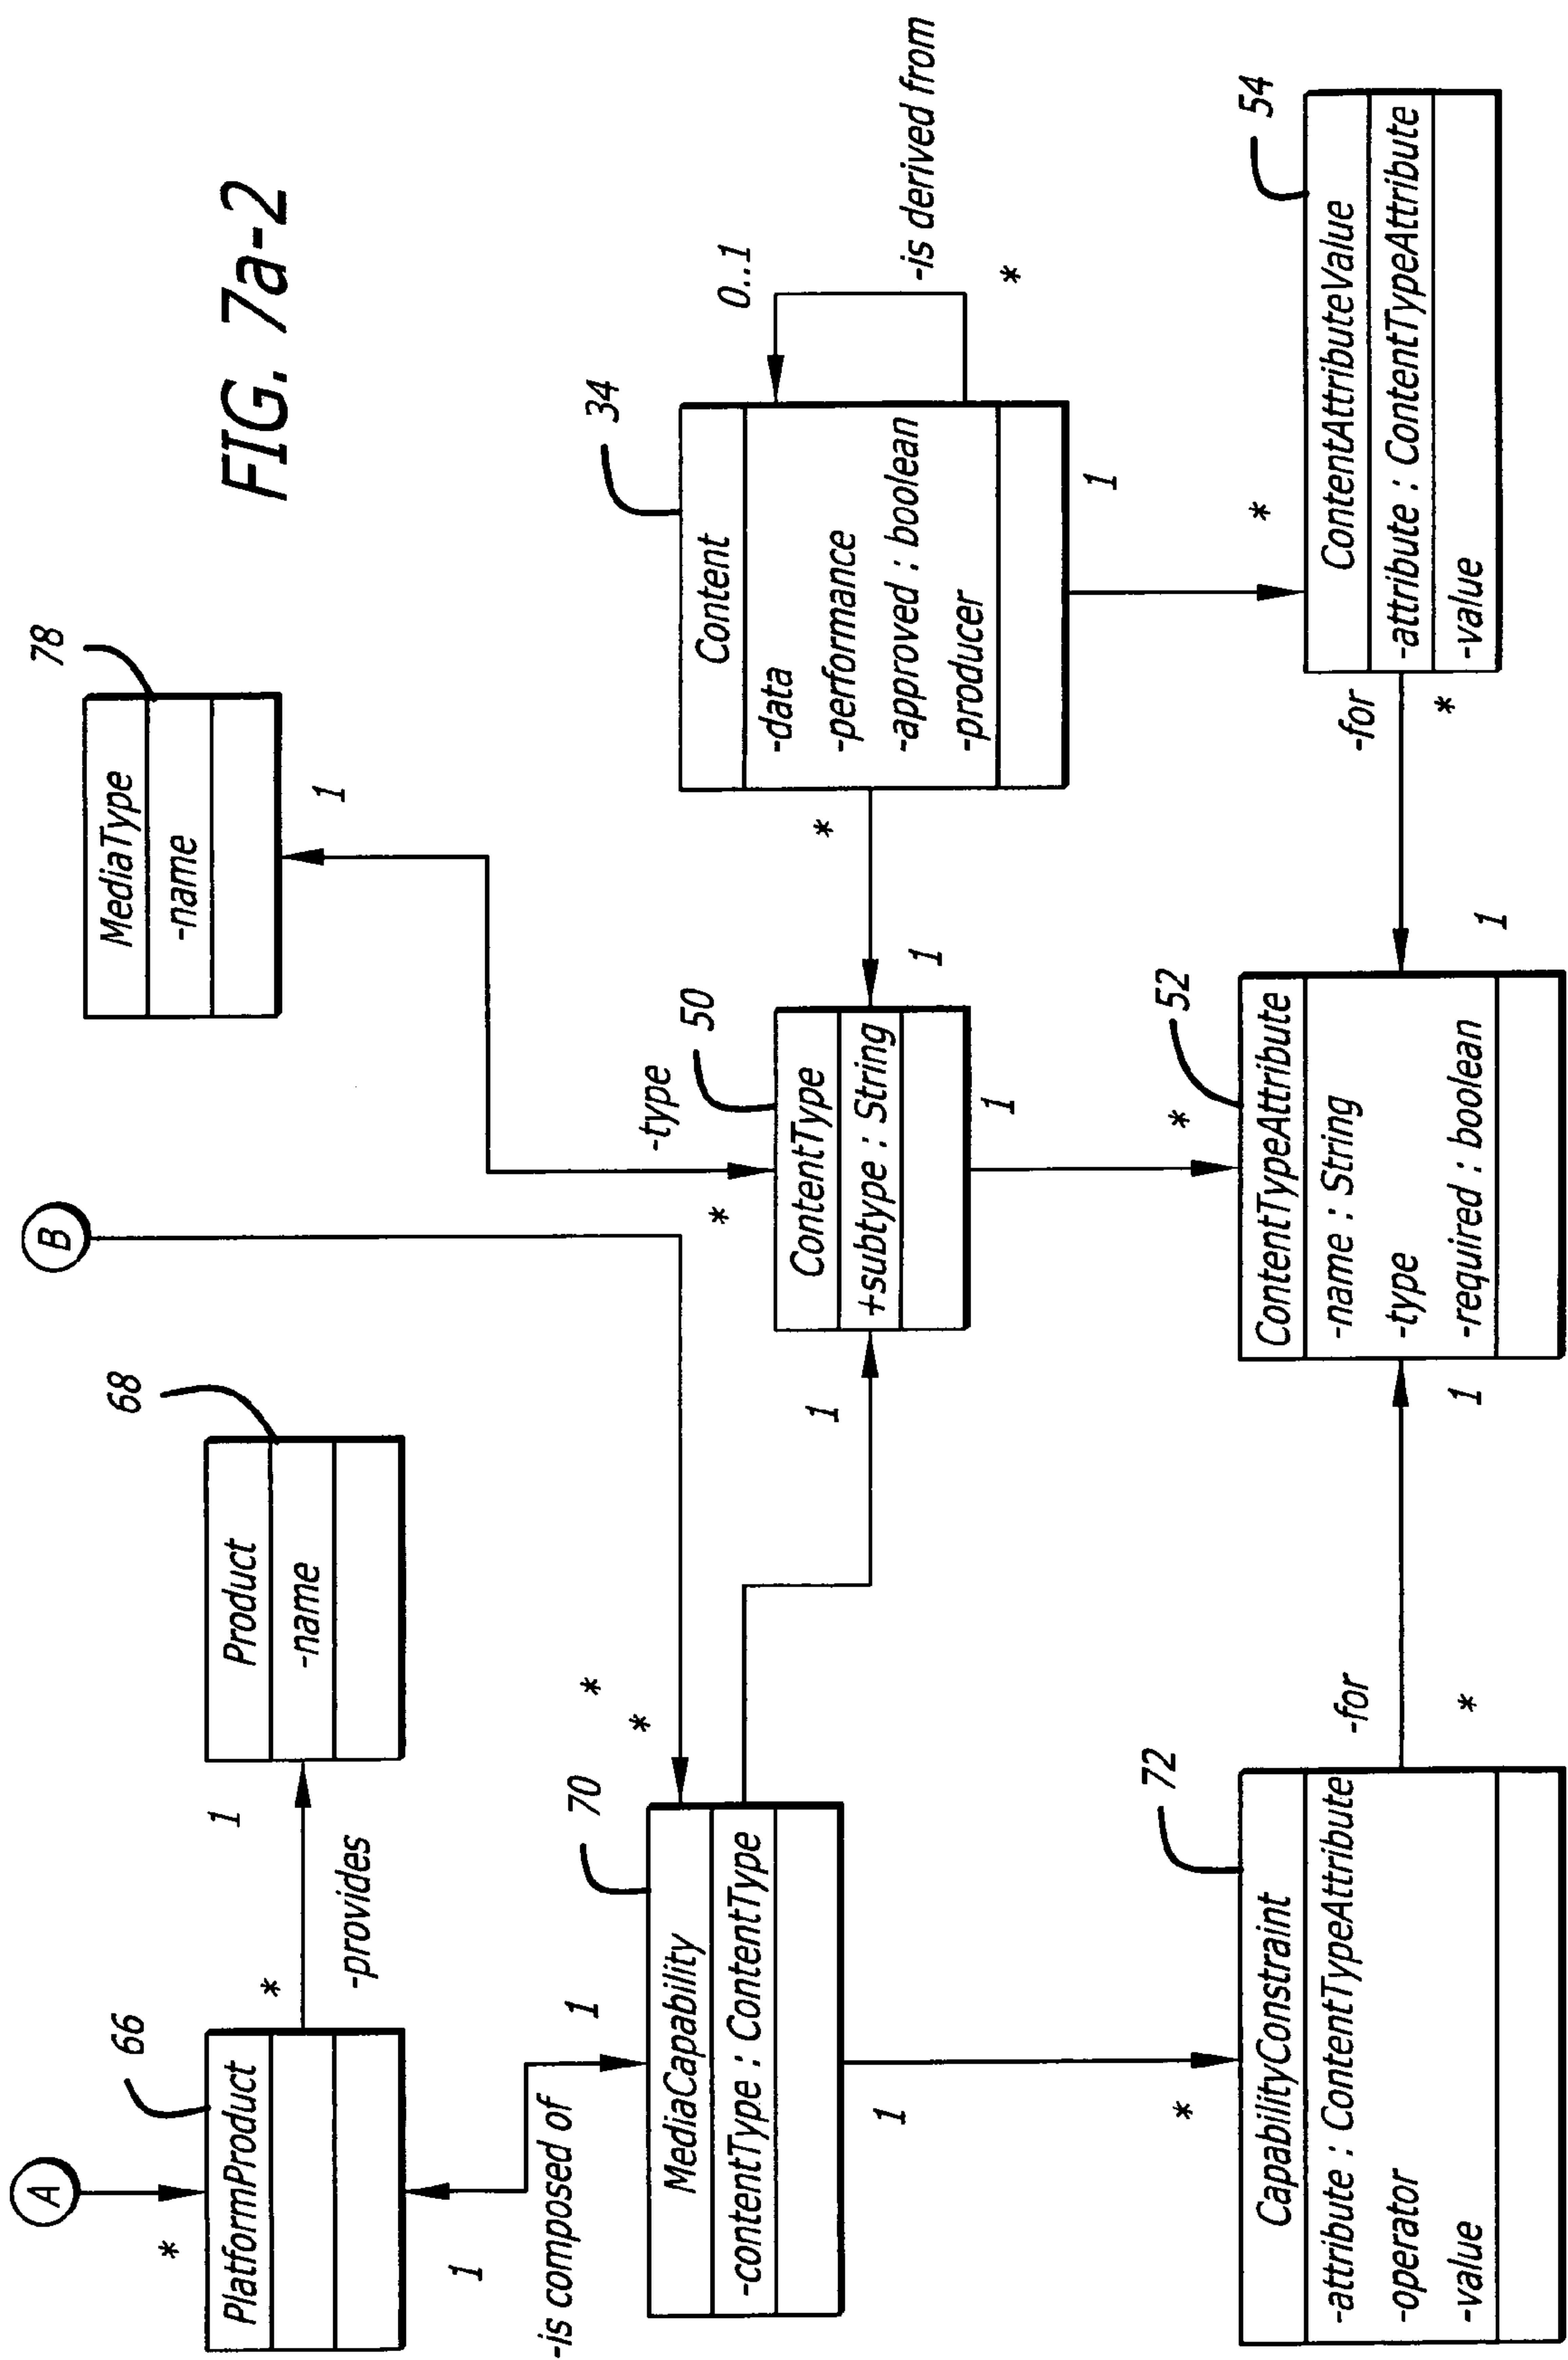 FIG. 7a-2
A
B
66
PlatformProduct
*
*
-provides
1
68
Product
-name
78
MediaType
-name
1
1
-is composed of
1
70
MediaCapability
-contentType : ContentType
*
*
1
*
-type
50
ContentType
+subtype : String
1
*
1
34
Content
-data
-performance
-approved : boolean
-producer
0..1
-is derived from
*
1
1
*
72
CapabilityConstraint
-attribute : ContentTypeAttribute
-operator
-value
-for
*
1
*
52
ContentTypeAttribute
-name : String
-type
-required : boolean
1
-for
*
*
54
ContentAttributeValue
-attribute : ContentTypeAttribute
-value